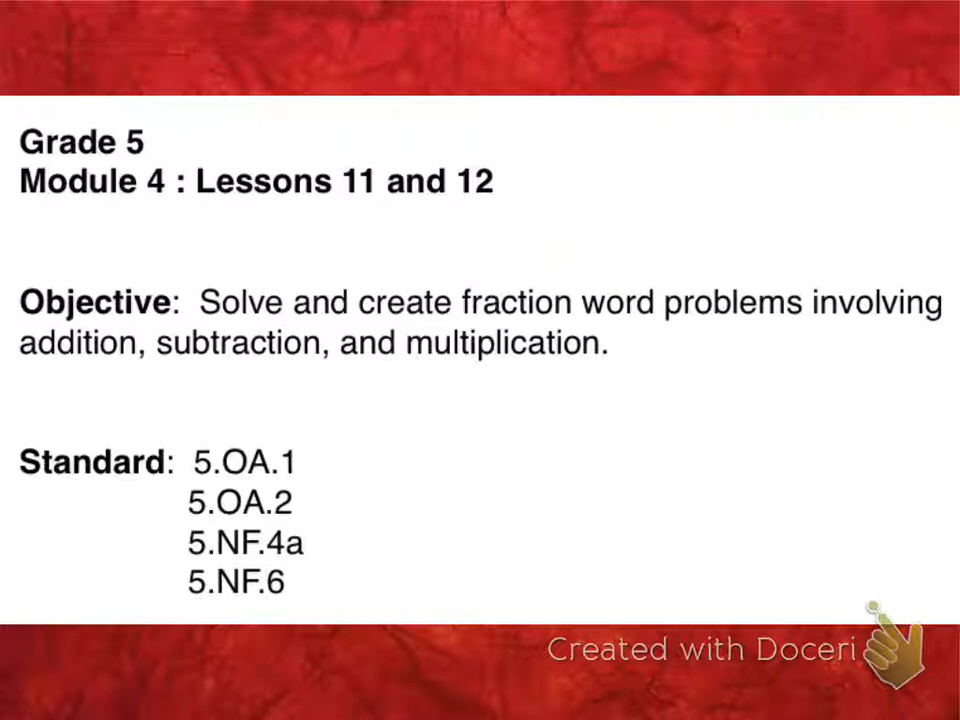 Grade 5
Module 4 : Lessons 11 and 12
Objective:  Solve and create fraction word problems involving
addition, subtraction, and multiplication.
Standard:  5.OA.1
5.OA.2
5.NF.4a
5.NF.6
Created with Doceri